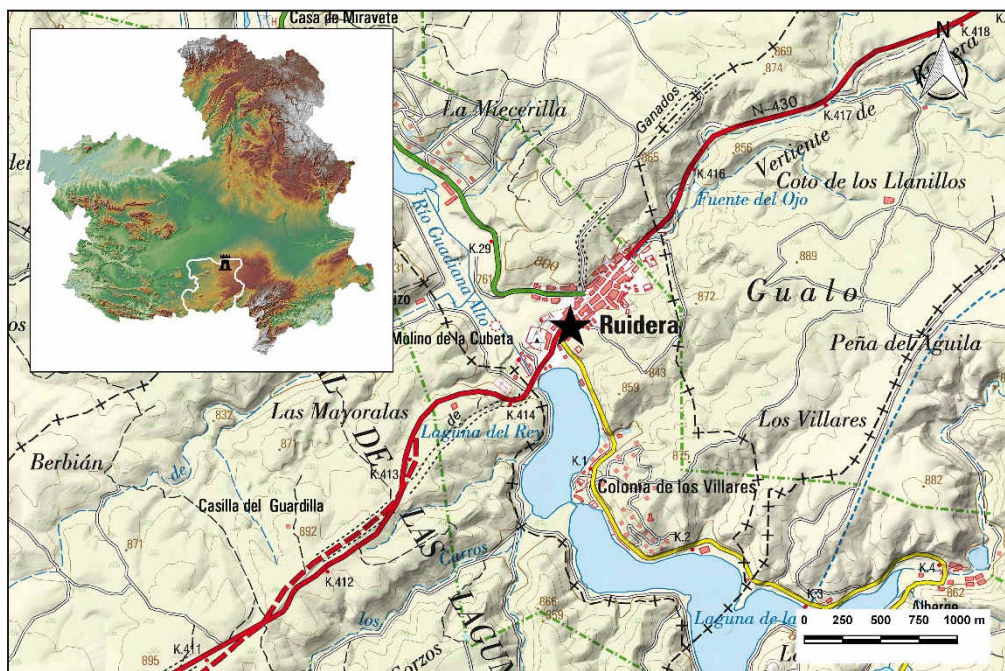 Casa de Miravete
K.418
869
874
La Miecerilla
Ganados
N-430
K.417
Vertiente de
865
856
K.416
Coto de los Llanillos
Fuente del Ojo
Río Guadiana Alto
K.29
761
800
889
872
Gualo
Ruidera
Molino de la Cubeta
Peña del Águila
859
843
Las Mayoralas
832
K.414
de
Laguna del Rey
Los Villares
871
Berbián
DE
K.413
K.1
875
Colonia de los Villares
882
Casilla del Guardilla
892
LAS
K.2
Carros
K.412
K.4
K.3
862
Albergue
Laguna de la
los
K.411
895
Gorzos
LAGUN
N
0 250 500 750 1000 m